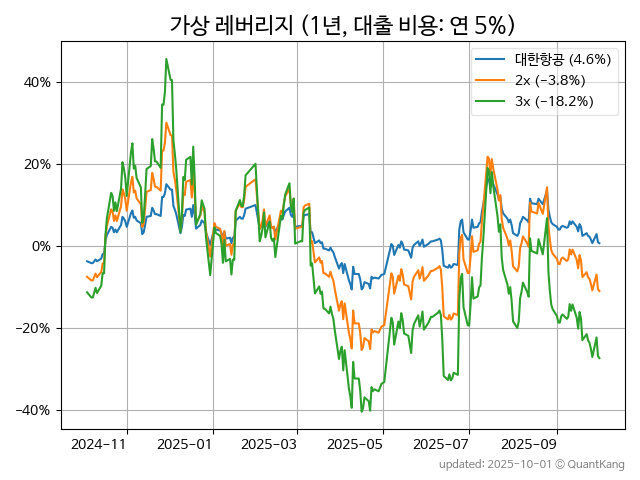 가상 레버리지 (1년, 대출 비용: 연 5%)
대한항공 (4.6%)
2x (−3.8%)
3x (−18.2%)
40%
20%
0%
−20%
−40%
2024-11
2025-01
2025-03
2025-05
2025-07
2025-09
updated: 2025-10-01 © QuantKang